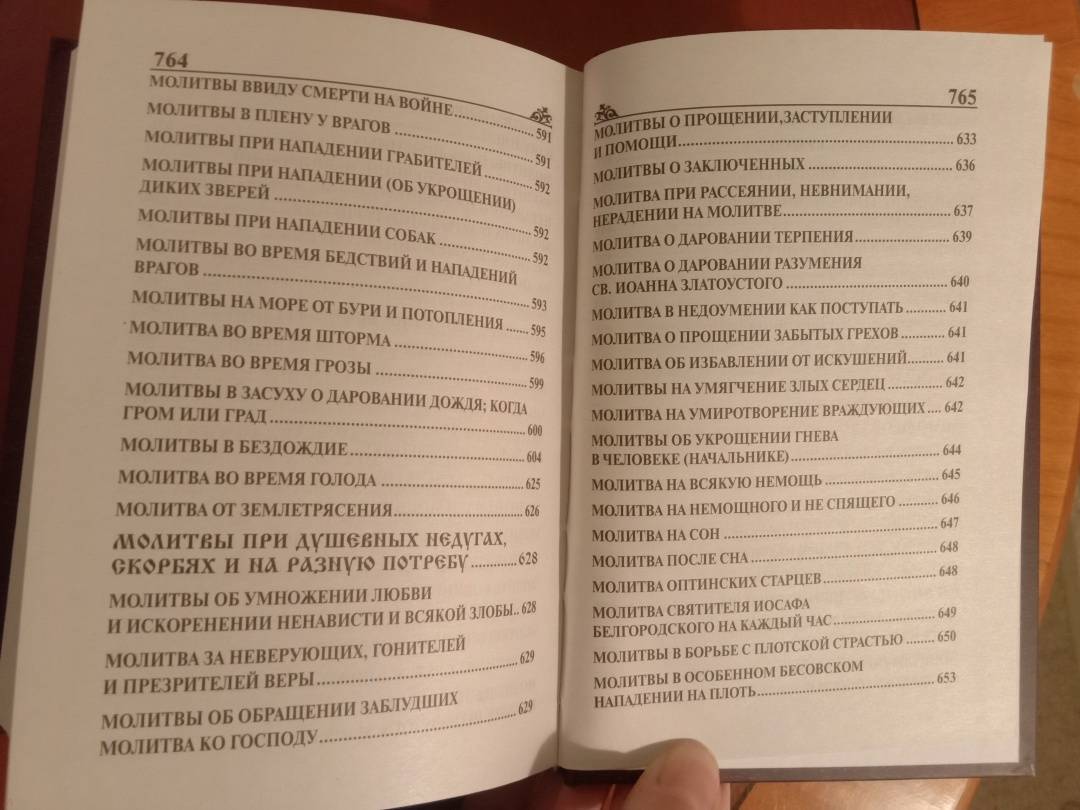 764
МОЛИТВЫ ВВИДУ СМЕРТИ НА ВОЙНЕ.....................591
МОЛИТВЫ В ПЛЕНУ У ВРАГОВ.....................591
МОЛИТВЫ ПРИ НАПАДЕНИИ ГРАБИТЕЛЕЙ.....................592
МОЛИТВЫ ПРИ НАПАДЕНИИ (ОБ УКРОЩЕНИИ)
ДИКИХ ЗВЕРЕЙ.....................592
МОЛИТВЫ ПРИ НАПАДЕНИИ СОБАК.....................592
МОЛИТВЫ ВО ВРЕМЯ БЕДСТВИЙ И НАПАДЕНИЙ
ВРАГОВ.....................593
МОЛИТВЫ НА МОРЕ ОТ БУРИ И ПОТОПЛЕНИЯ......595
МОЛИТВА ВО ВРЕМЯ ШТОРМА.....................596
МОЛИТВА ВО ВРЕМЯ ГРОЗЫ.....................599
МОЛИТВЫ В ЗАСУХУ О ДАРОВАНИИ ДОЖДЯ; КОГДА
ГРОМ ИЛИ ГРАД.....................600
МОЛИТВЫ В БЕЗДОЖДИЕ.....................604
МОЛИТВА ВО ВРЕМЯ ГОЛОДА.....................625
МОЛИТВА ОТ ЗЕМЛЕТРЯСЕНИЯ.....................626
МОЛИТВЫ ПРИ ДУШЕВНЫХ НЕДУГАХ,
СКОРБЯХ И НА РАЗНУЮ ПОТРЕБУ...........628
МОЛИТВЫ ОБ УМНОЖЕНИИ ЛЮБВИ
И ИСКОРЕНЕНИИ НЕНАВИСТИ И ВСЯКОЙ ЗЛОБЫ..628
МОЛИТВА ЗА НЕВЕРУЮЩИХ, ГОНИТЕЛЕЙ
И ПРЕЗРИТЕЛЕЙ ВЕРЫ.....................629
МОЛИТВЫ ОБ ОБРАЩЕНИИ ЗАБЛУДШИХ
МОЛИТВА КО ГОСПОДУ.....................629
765
МОЛИТВЫ О ПРОЩЕНИИ,ЗАСТУПЛЕНИИ
И ПОМОЩИ.....................633
МОЛИТВЫ О ЗАКЛЮЧЕННЫХ.....................636
МОЛИТВА ПРИ РАССЕЯНИИ, НЕВНИМАНИИ,
НЕРАДЕНИИ НА МОЛИТВЕ.....................637
МОЛИТВА О ДАРОВАНИИ ТЕРПЕНИЯ.....................639
МОЛИТВА О ДАРОВАНИИ РАЗУМЕНИЯ
СВ. ИОАННА ЗЛАТОУСТОГО.....................640
МОЛИТВА В НЕДОУМЕНИИ КАК ПОСТУПАТЬ..........641
МОЛИТВА О ПРОЩЕНИИ ЗАБЫТЫХ ГРЕХОВ..........641
МОЛИТВА ОБ ИЗБАВЛЕНИИ ОТ ИСКУШЕНИЙ.........641
МОЛИТВЫ НА УМЯГЧЕНИЕ ЗЛЫХ СЕРДЕЦ.............642
МОЛИТВА НА УМИРОТВОРЕНИЕ ВРАЖДУЮЩИХ....642
МОЛИТВЫ ОБ УКРОЩЕНИИ ГНЕВА
В ЧЕЛОВЕКЕ (НАЧАЛЬНИКЕ).....................644
МОЛИТВА НА ВСЯКУЮ НЕМОЩЬ.....................645
МОЛИТВА НА НЕМОЩНОГО И НЕ СПЯЩЕГО..........646
МОЛИТВА НА СОН.....................647
МОЛИТВА ПОСЛЕ СНА.....................648
МОЛИТВА ОПТИНСКИХ СТАРЦЕВ.....................648
МОЛИТВА СВЯТИТЕЛЯ ИОСАФА
БЕЛГОРОДСКОГО НА КАЖДЫЙ ЧАС.....................649
МОЛИТВЫ В БОРЬБЕ С ПЛОТСКОЙ СТРАСТЬЮ........650
МОЛИТВЫ В ОСОБЕННОМ БЕСОВСКОМ
НАПАДЕНИИ НА ПЛОТЬ.....................653